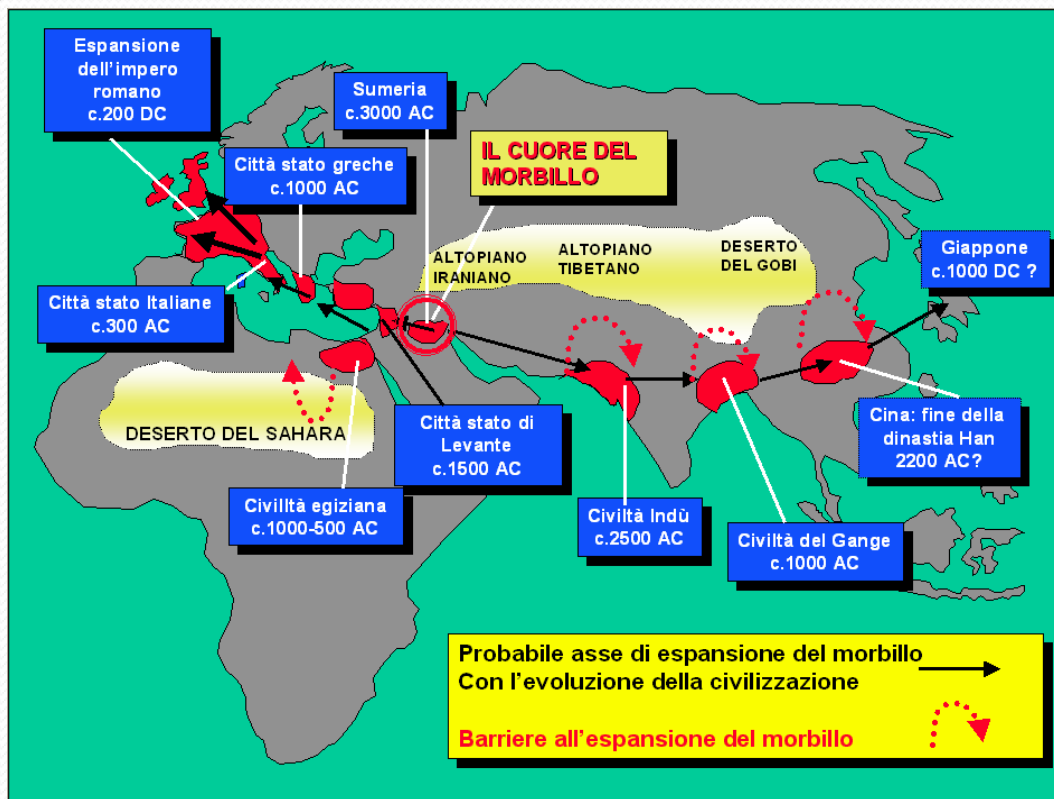 Espansione
dell'impero
romano
c.200 DC
Sumeria
c.3000 AC
Città stato greche
c.1000 AC
IL CUORE DEL
MORBILLO
ALTOPIANO
IRANIANO
ALTOPIANO
TIBETANO
DESERTO
DEL GOBI
Giappone
c.1000 DC ?
Città stato Italiane
c.300 AC
DESERTO DEL SAHARA
Città stato di
Levante
c.1500 AC
Cina: fine della
dinastia Han
2200 AC?
Civilltà egiziana
c.1000-500 AC
Civiltà Indù
c.2500 AC
Civiltà del Gange
c.1000 AC
Probabile asse di espansione del morbillo
Con l'evoluzione della civilizzazione
Barriere all'espansione del morbillo